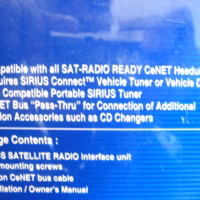 patible with all SAT-RADIO READY CeNET Headu
uires SIRIUS Connect™ Vehicle Tuner or Vehicle D
Compatible Portable SIRIUS Tuner
NET Bus "Pass-Thru" for Connection of Additional
ion Accessories such as CD Changers
ge Contents :
S SATELLITE RADIO interface unit
mounting screws
on CeNET bus cable
llation / Owner's Manual